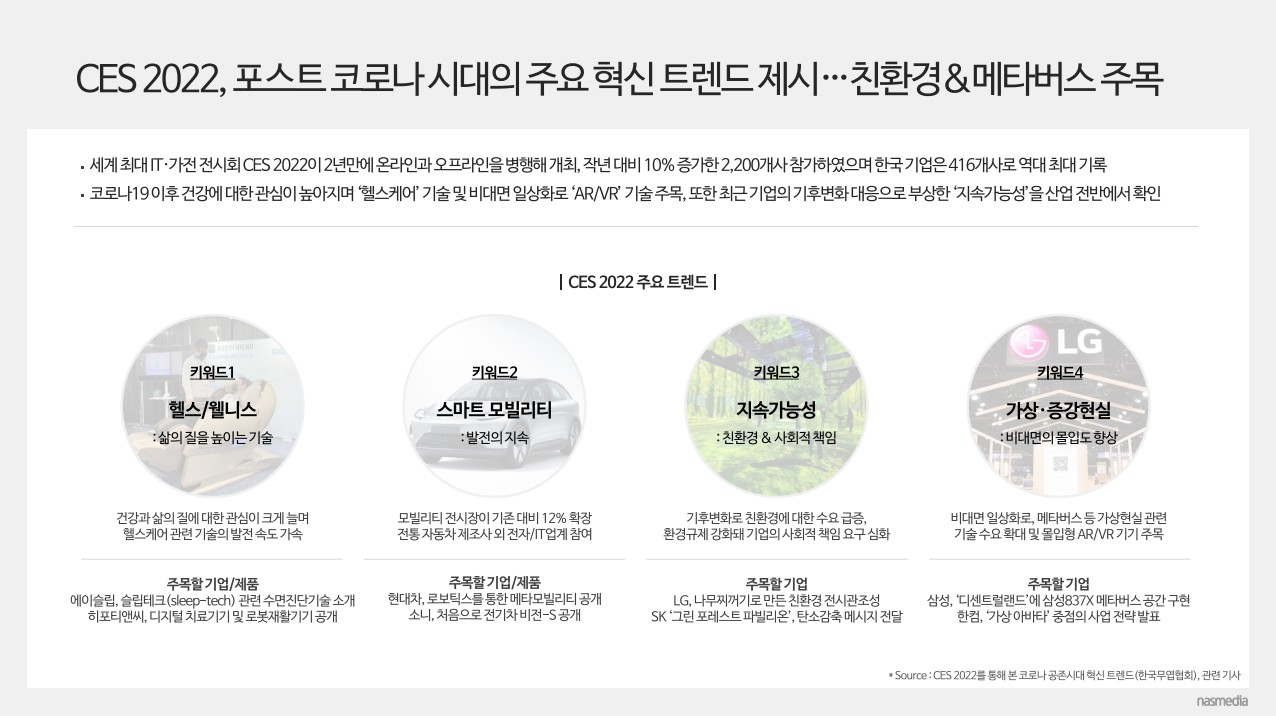 CES 2022, 포스트 코로나 시대의 주요 혁신 트렌드 제시…친환경&메타버스 주목
• 세계 최대 IT·가전 전시회 CES 2022이 2년만에 온라인과 오프라인을 병행해 개최, 작년 대비 10% 증가한 2,200개사 참가하였으며 한국 기업은 416개사로 역대 최대 기록
• 코로나19 이후 건강에 대한 관심이 높아지며 ‘헬스케어’ 기술 및 비대면 일상화로 ‘AR/VR’ 기술 주목, 또한 최근 기업의 기후변화 대응으로 부상한 ‘지속가능성’을 산업 전반에서 확인
| CES 2022 주요 트렌드 |
키워드1
헬스/웰니스
: 삶의 질을 높이는 기술
건강과 삶의 질에 대한 관심이 크게 늘며
헬스케어 관련 기술의 발전 속도 가속
주목할 기업/제품
에이슬립, 슬립테크(sleep-tech) 관련 수면진단기술 소개
히포티앤씨, 디지털 치료기기 및 로봇재활기기 공개
키워드2
스마트 모빌리티
: 발전의 지속
모빌리티 전시장이 기존 대비 12% 확장
전통 자동차 제조사 외 전자/IT업계 참여
주목할 기업/제품
현대차, 로보틱스를 통한 메타모빌리티 공개
소니, 처음으로 전기차 비전-S 공개
키워드3
지속가능성
: 친환경 & 사회적 책임
기후변화로 친환경에 대한 수요 급증,
환경규제 강화돼 기업의 사회적 책임 요구 심화
주목할 기업
LG, 나무찌꺼기로 만든 친환경 전시관조성
SK ‘그린 포레스트 파빌리온’, 탄소감축 메시지 전달
LG
키워드4
가상·증강현실
: 비대면의 몰입도 향상
비대면 일상화로, 메타버스 등 가상현실 관련
기술 수요 확대 및 몰입형 AR/VR 기기 주목
주목할 기업
삼성, ‘디센트럴랜드’에 삼성837X 메타버스 공간 구현
한컴, ‘가상 아바타’ 중점의 사업 전략 발표
* Source : CES 2022를 통해 본 코로나 공존시대 혁신 트렌드(한국무엽협회), 관련 기사
nasmedia